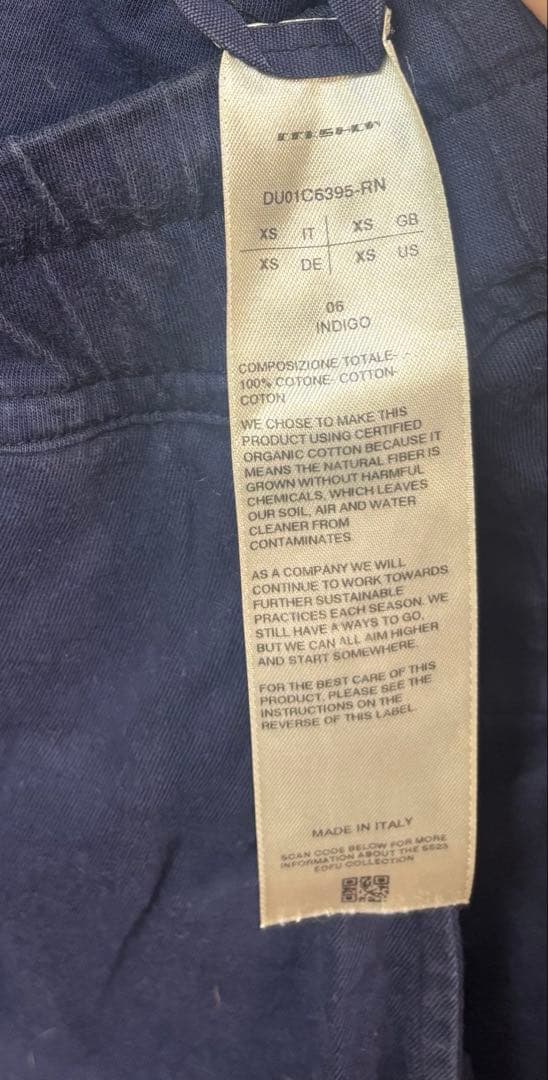 DRKSHDW
DU01C6395-RN
XS IT XS GB
XS DE XS US
06
INDIGO
COMPOSIZIONE TOTALE- -
100% COTONE- COTTON-
COTON
WE CHOSE TO MAKE THIS
PRODUCT USING CERTIFIED
ORGANIC COTTON BECAUSE IT
MEANS THE NATURAL FIBER IS
GROWN WITHOUT HARMFUL
CHEMICALS, WHICH LEAVES
OUR SOIL, AIR AND WATER
CLEANER FROM
CONTAMINATES.
AS A COMPANY WE WILL
CONTINUE TO WORK TOWARDS
FURTHER SUSTAINABLE
PRACTICES EACH SEASON. WE
STILL HAVE A WAYS TO GO,
BUT WE CAN ALL AIM HIGHER
AND START SOMEWHERE.
FOR THE BEST CARE OF THIS
PRODUCT, PLEASE SEE THE
INSTRUCTIONS ON THE
REVERSE OF THIS LABEL.
MADE IN ITALY
SCAN CODE BELOW FOR MORE
INFORMATION ABOUT THE SS23
EDFU COLLECTION